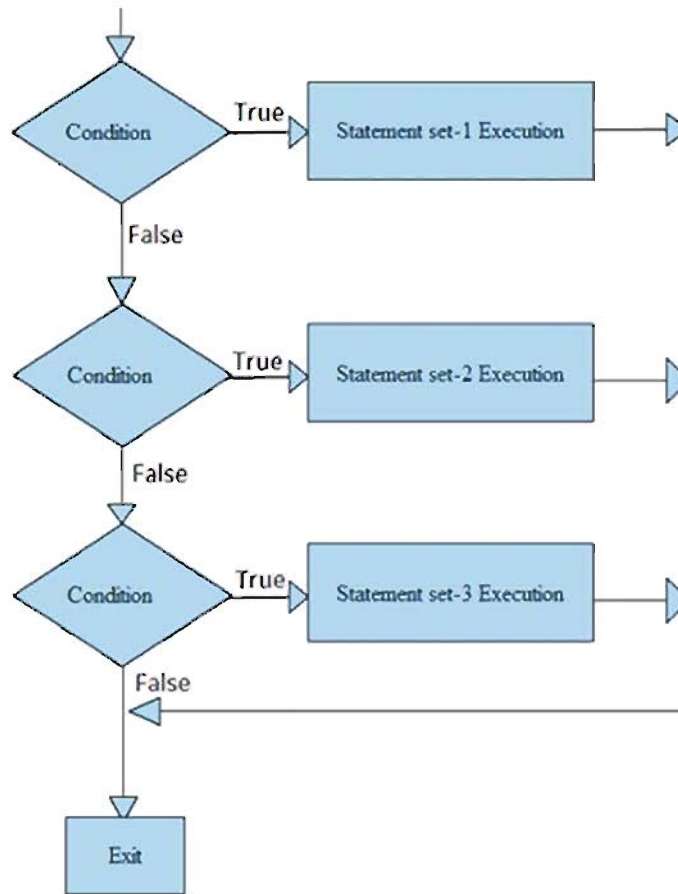 True
Condition
Statement set-1 Execution
False
True
Condition
Statement set-2 Execution
False
True
Condition
Statement set-3 Execution
False
Exit